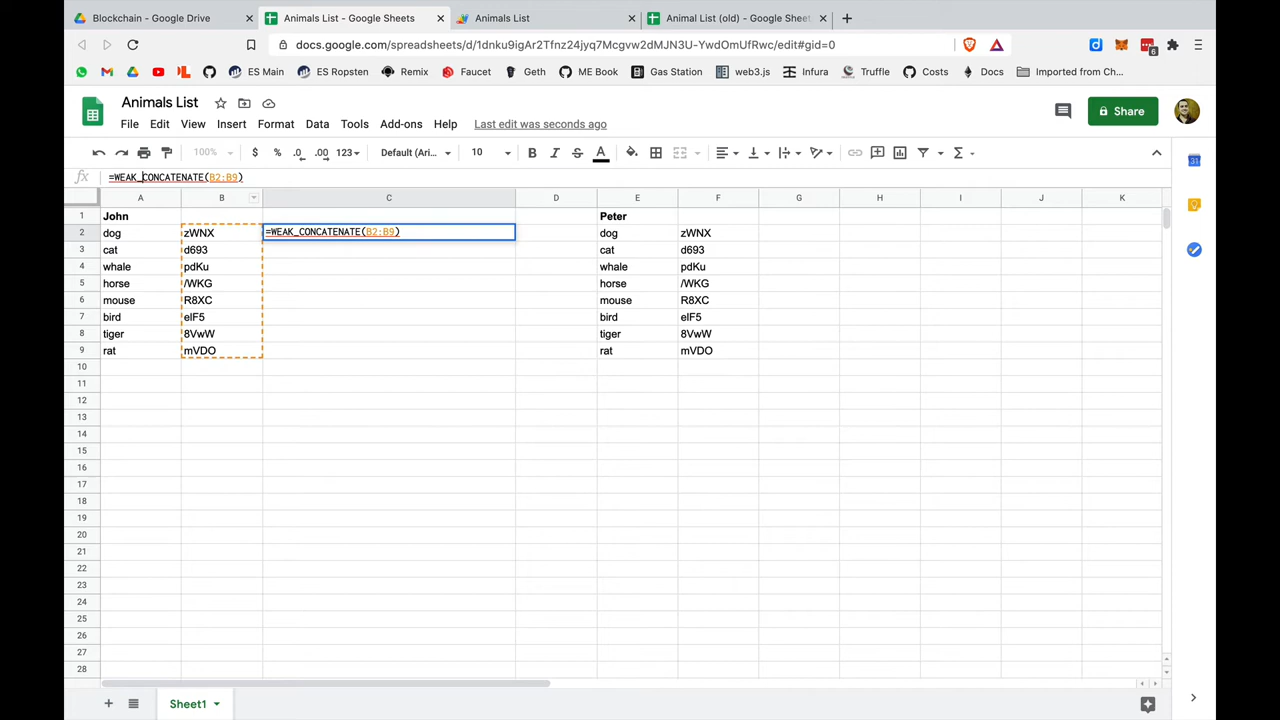 Blockchain - Google Drive
Animals List - Google Sheets
Animals List
Animal List (old) - Google Sheet
docs.google.com/spreadsheets/d/1dnku9igAr2Tfnz24jyq7Mcgvw2dMJN3U-YwdOmUfRwc/edit#gid=0
6
ES Main
ES Ropsten
Remix
Faucet
Geth
ME Book
Gas Station
web3.js
Infura
Truffle
Costs
Docs
Imported from Ch...
Animals List
Share
File Edit View Insert Format Data Tools Add-ons Help Last edit was seconds ago
100% $ % .0 .00 123 Default (Ari... 10 B I S A
fx =WEAK_CONCATENATE(B2:B9)
A B C D E F G H I J K
1 John Peter
2 dog zWNX =WEAK_CONCATENATE(B2:B9) dog zWNX
3 cat d693 cat d693
4 whale pdKu whale pdKu
5 horse /WKG horse /WKG
6 mouse R8XC mouse R8XC
7 bird elF5 bird elF5
8 tiger 8VwW tiger 8VwW
9 rat mVDO rat mVDO
10
11
12
13
14
15
16
17
18
19
20
21
22
23
24
25
26
27
28
Sheet1
31